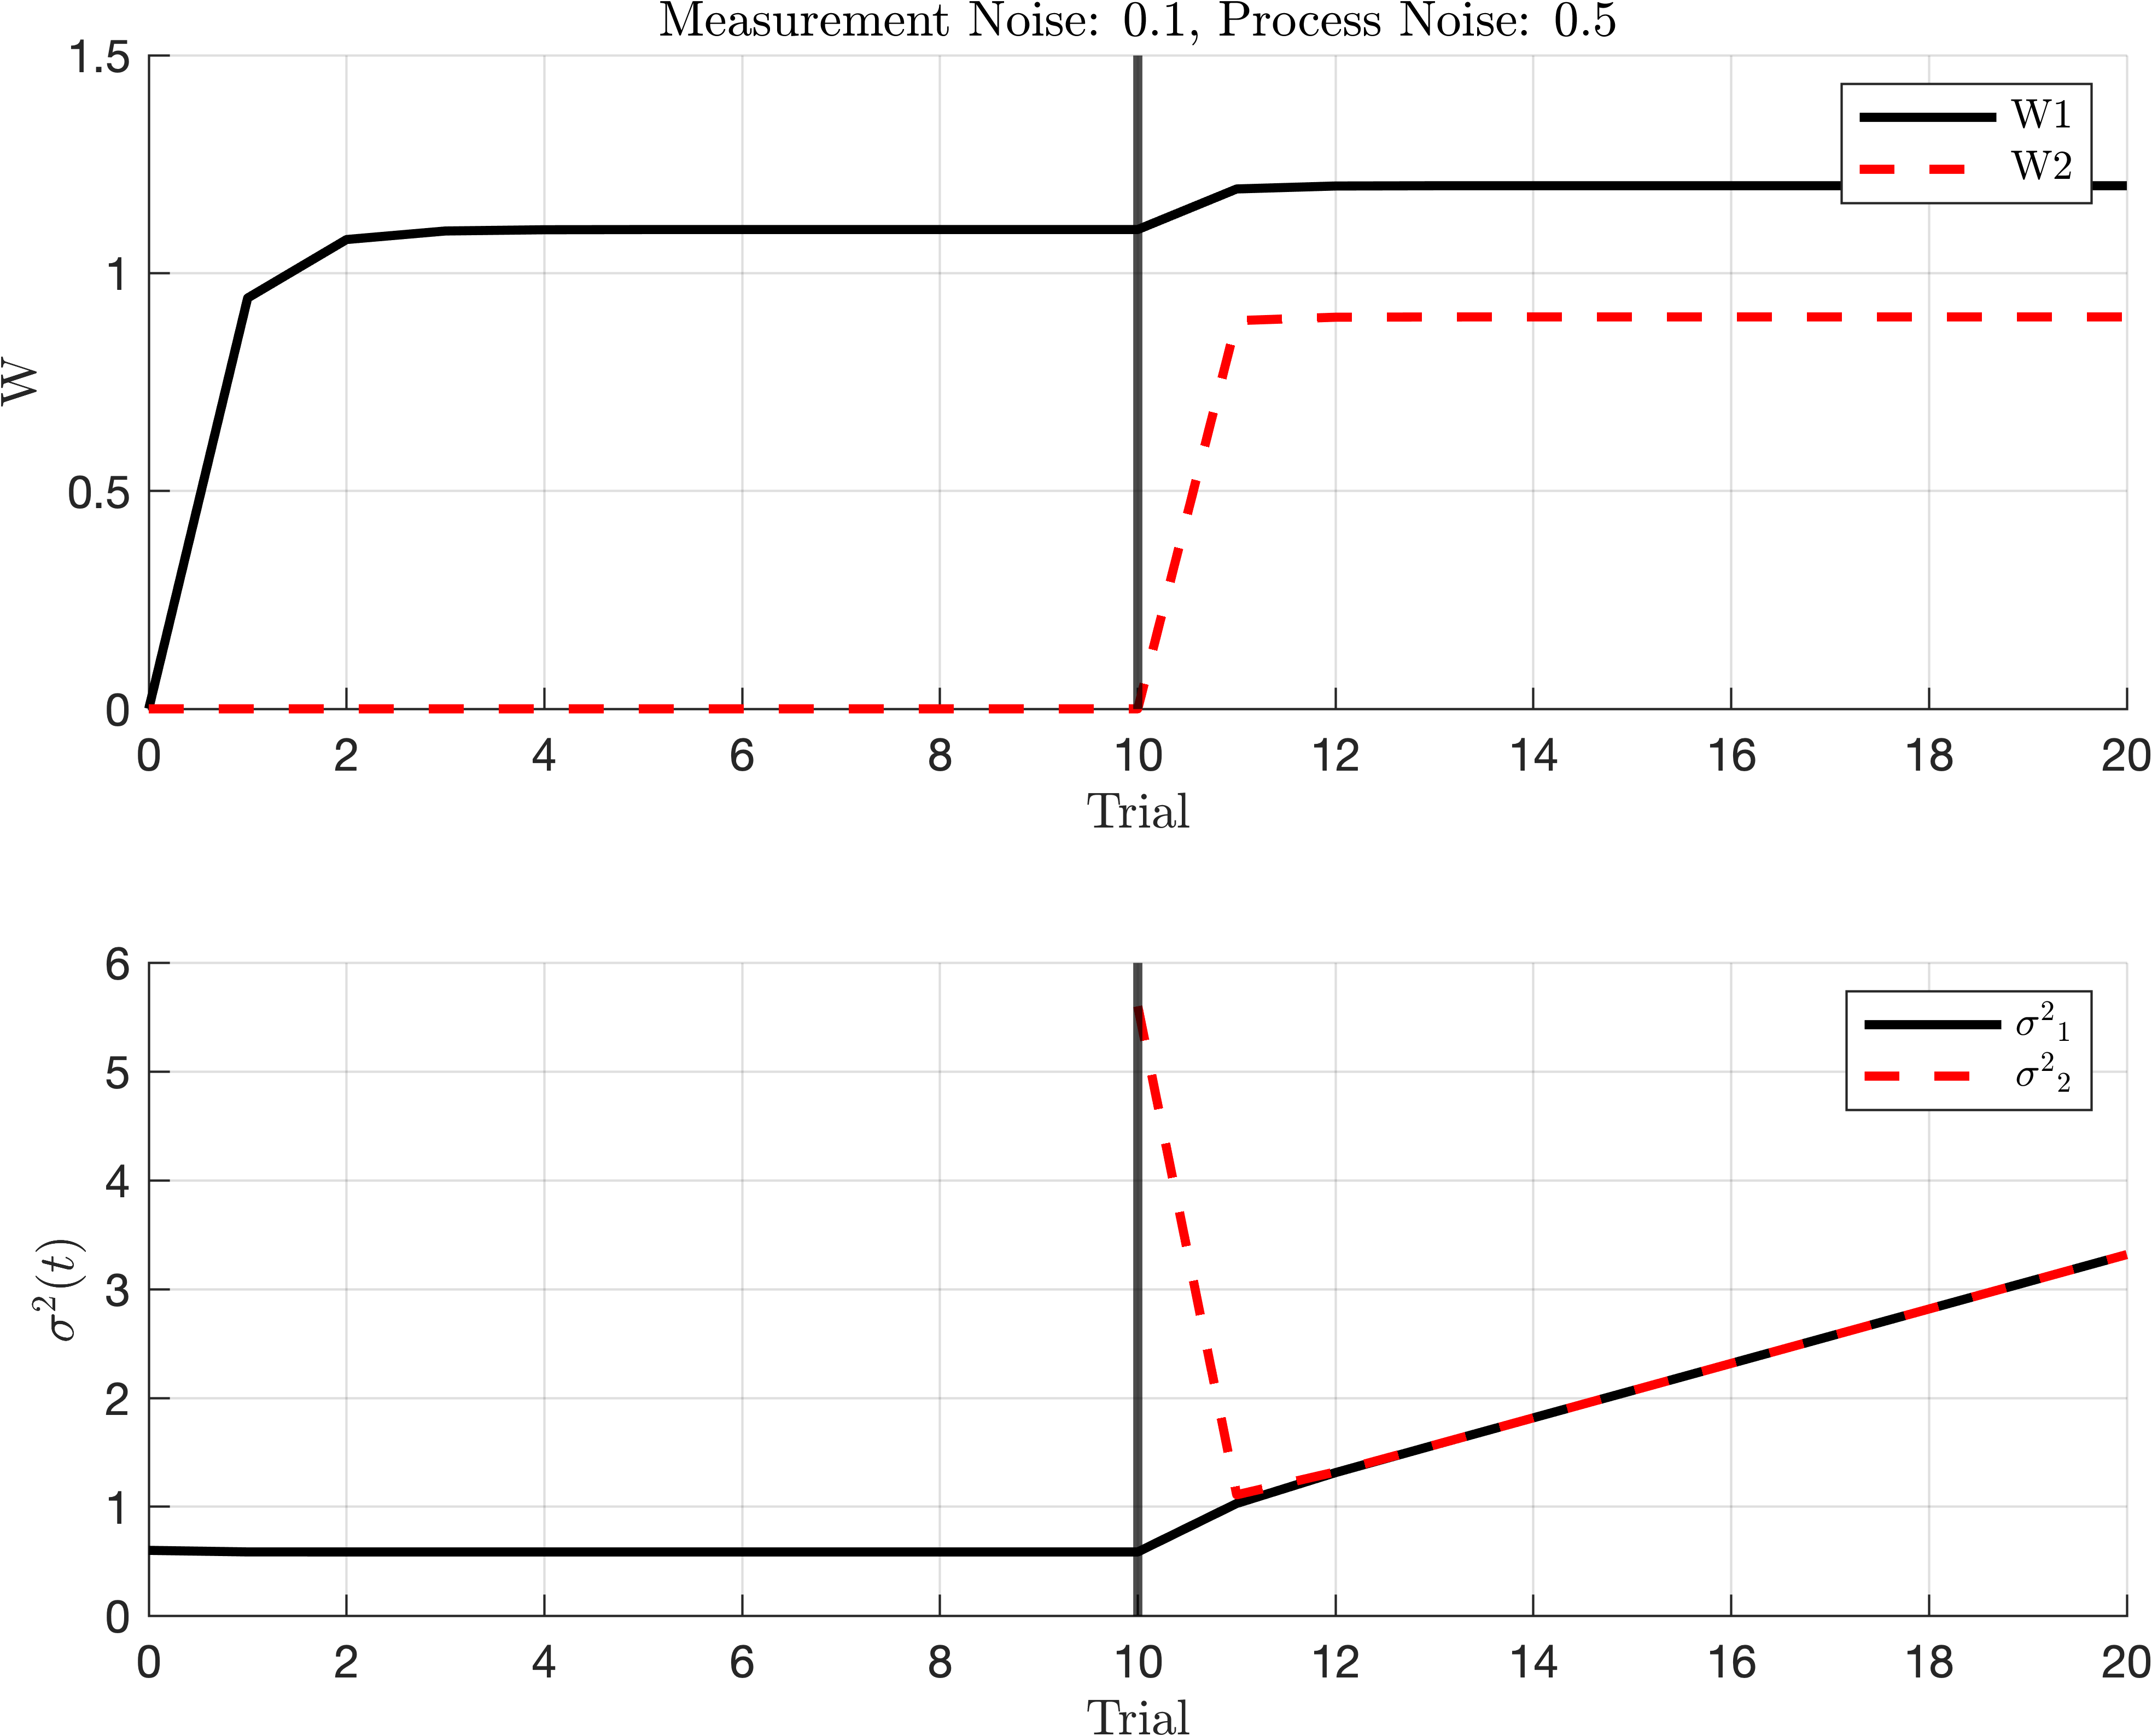 Measurement Noise: 0.1, Process Noise: 0.5
1.5
1
0.5
0
W
W1
W2
0 2 4 6 8 10 12 14 16 18 20
Trial
6
5
4
3
2
1
0
σ²(t)
σ²₁
σ²₂
0 2 4 6 8 10 12 14 16 18 20
Trial